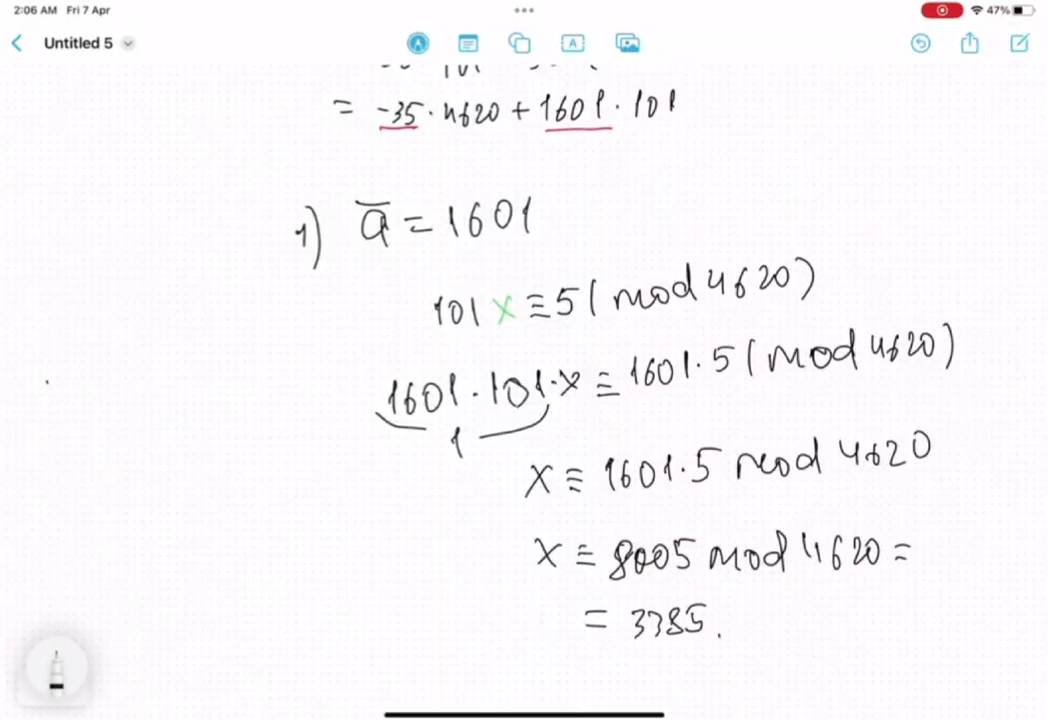 2:06 AM Fri 7 Apr
47%
Untitled 5
= -35 · 4620 + 1601 · 101
1) a̅ = 1601
101 x ≡ 5 ( mod 4620)
1601 · 101 · x ≡ 1601 · 5 ( mod 4620)
1
x ≡ 1601 · 5 mod 4620
x ≡ 8005 mod 4620 =
= 3385.